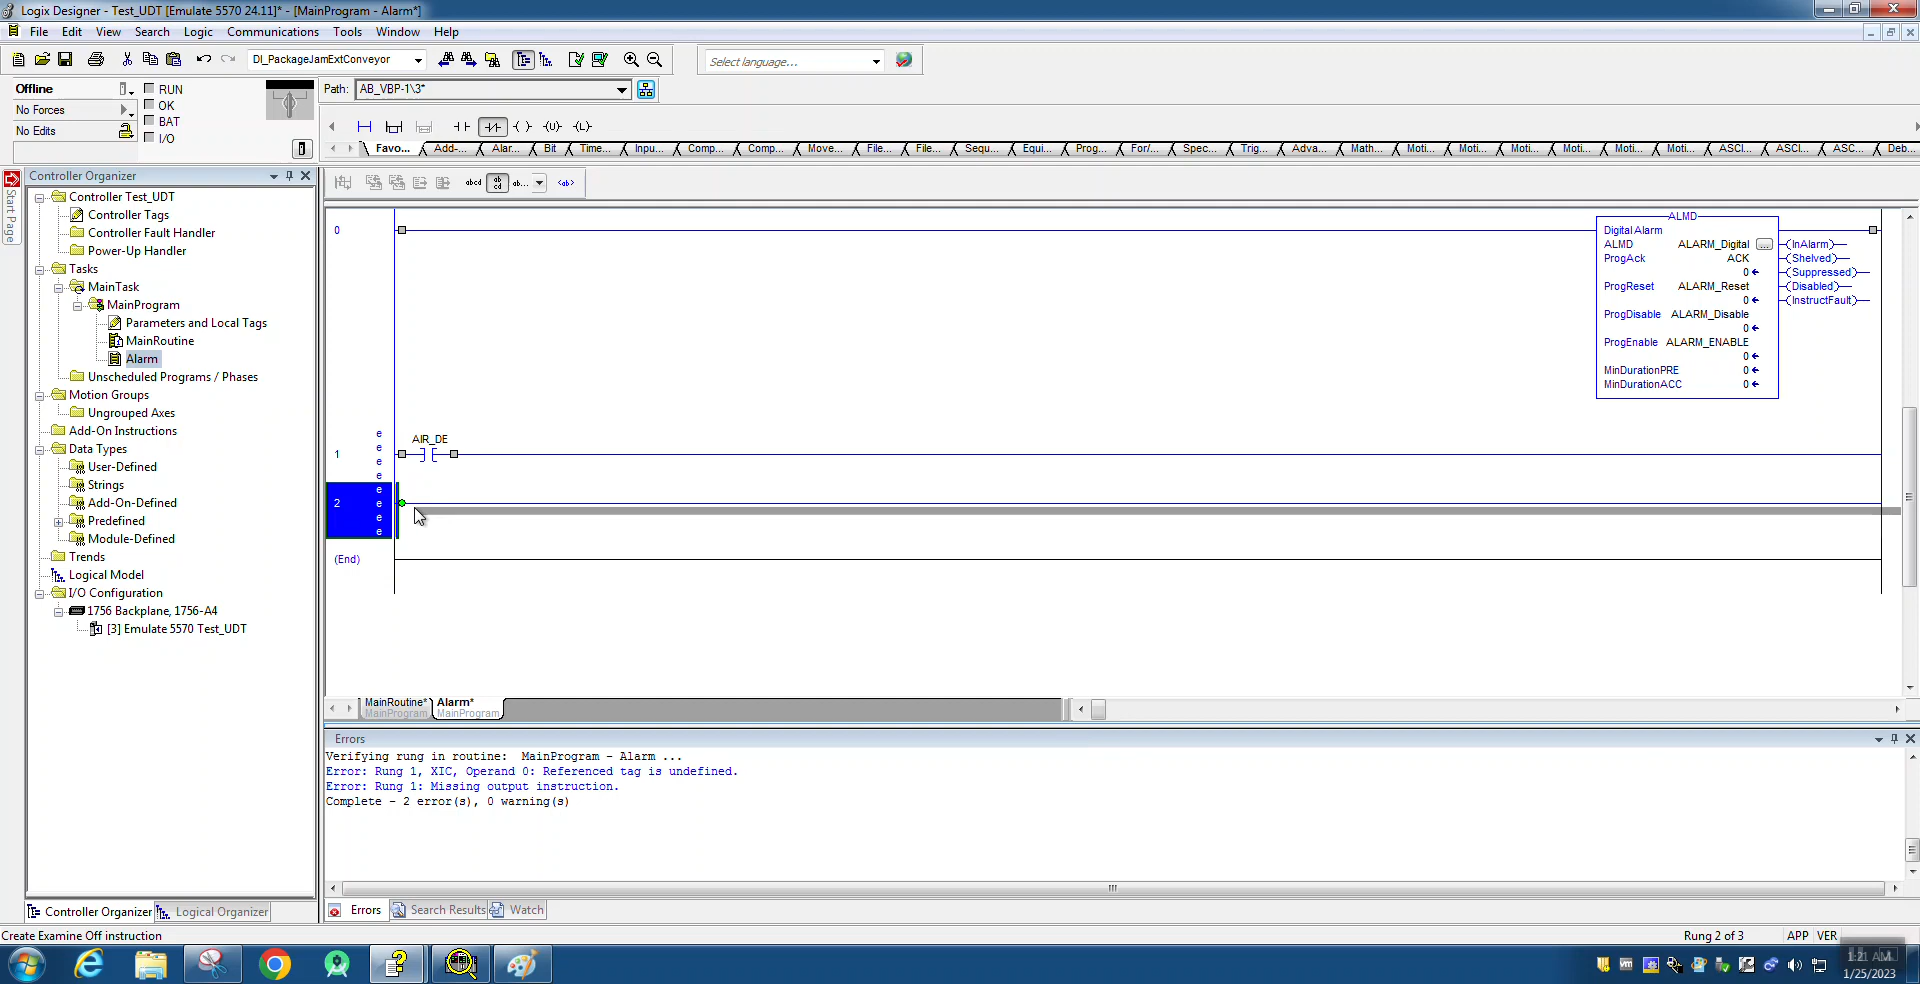 Logix Designer - Test_UDT [Emulate 5570 24.11]* - [MainProgram - Alarm*]
File Edit View Search Logic Communications Tools Window Help
DI_PackageJamExtConveyor
Select language...
Offline
RUN
No Forces
OK
No Edits
BAT
I/O
Path: AB_VBP-1\3*
Favo... Add-... Alar... Bit Time... Inpu... Comp... Comp... Move... File... File... Sequ... Equi... Prog... For/... Spec... Trig... Adva... Math... Moti... Moti... Moti... Moti... Moti... ASCI... ASCI... ASC... Deb...
Start Page
Controller Organizer
Controller Test_UDT
Controller Tags
Controller Fault Handler
Power-Up Handler
Tasks
MainTask
MainProgram
Parameters and Local Tags
MainRoutine
Alarm
Unscheduled Programs / Phases
Motion Groups
Ungrouped Axes
Add-On Instructions
Data Types
User-Defined
Strings
Add-On-Defined
Predefined
Module-Defined
Trends
Logical Model
I/O Configuration
1756 Backplane, 1756-A4
[3] Emulate 5570 Test_UDT
Controller Organizer
Logical Organizer
abcd
ab cd
ab...
<ab>
0
ALMD
Digital Alarm
ALMD ALARM_Digital ...
(InAlarm)
ProgAck ACK
(Shelved)
0
(Suppressed)
ProgReset ALARM_Reset
(Disabled)
0
(InstructFault)
ProgDisable ALARM_Disable
0
ProgEnable ALARM_ENABLE
0
MinDurationPRE 0
MinDurationACC 0
AIR_DE
1
e
e
e
e
2
e
e
e
e
(End)
MainRoutine*
MainProgram
Alarm*
MainProgram
Errors
Verifying rung in routine: MainProgram - Alarm ...
Error: Rung 1, XIC, Operand 0: Referenced tag is undefined.
Error: Rung 1: Missing output instruction.
Complete - 2 error(s), 0 warning(s)
Errors
Search Results
Watch
Create Examine Off instruction
Rung 2 of 3
APP VER
1/25/2023